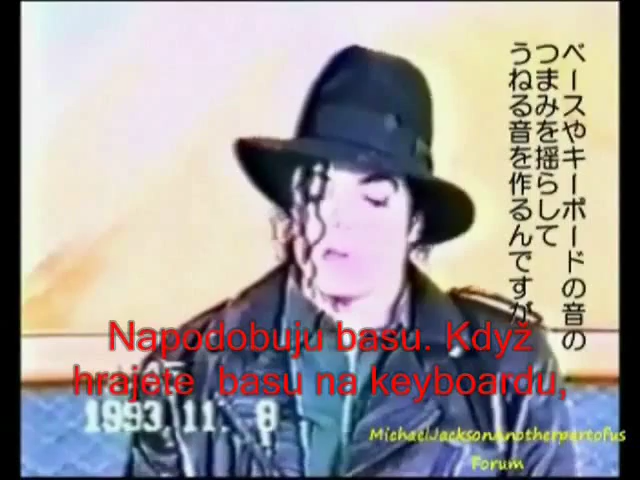 ベースやキーボードの音の
つまみを揺らして
うねる音を作るんですが
Napodobuju basu. Když
hrajete basu na keyboardu,
1993.11. 8
MichaelJacksonAnotherpartofus
Forum